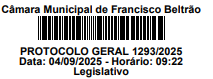 Câmara Municipal de Francisco Beltrão
PROTOCOLO GERAL 1293/2025
Data: 04/09/2025 - Horário: 09:22
Legislativo